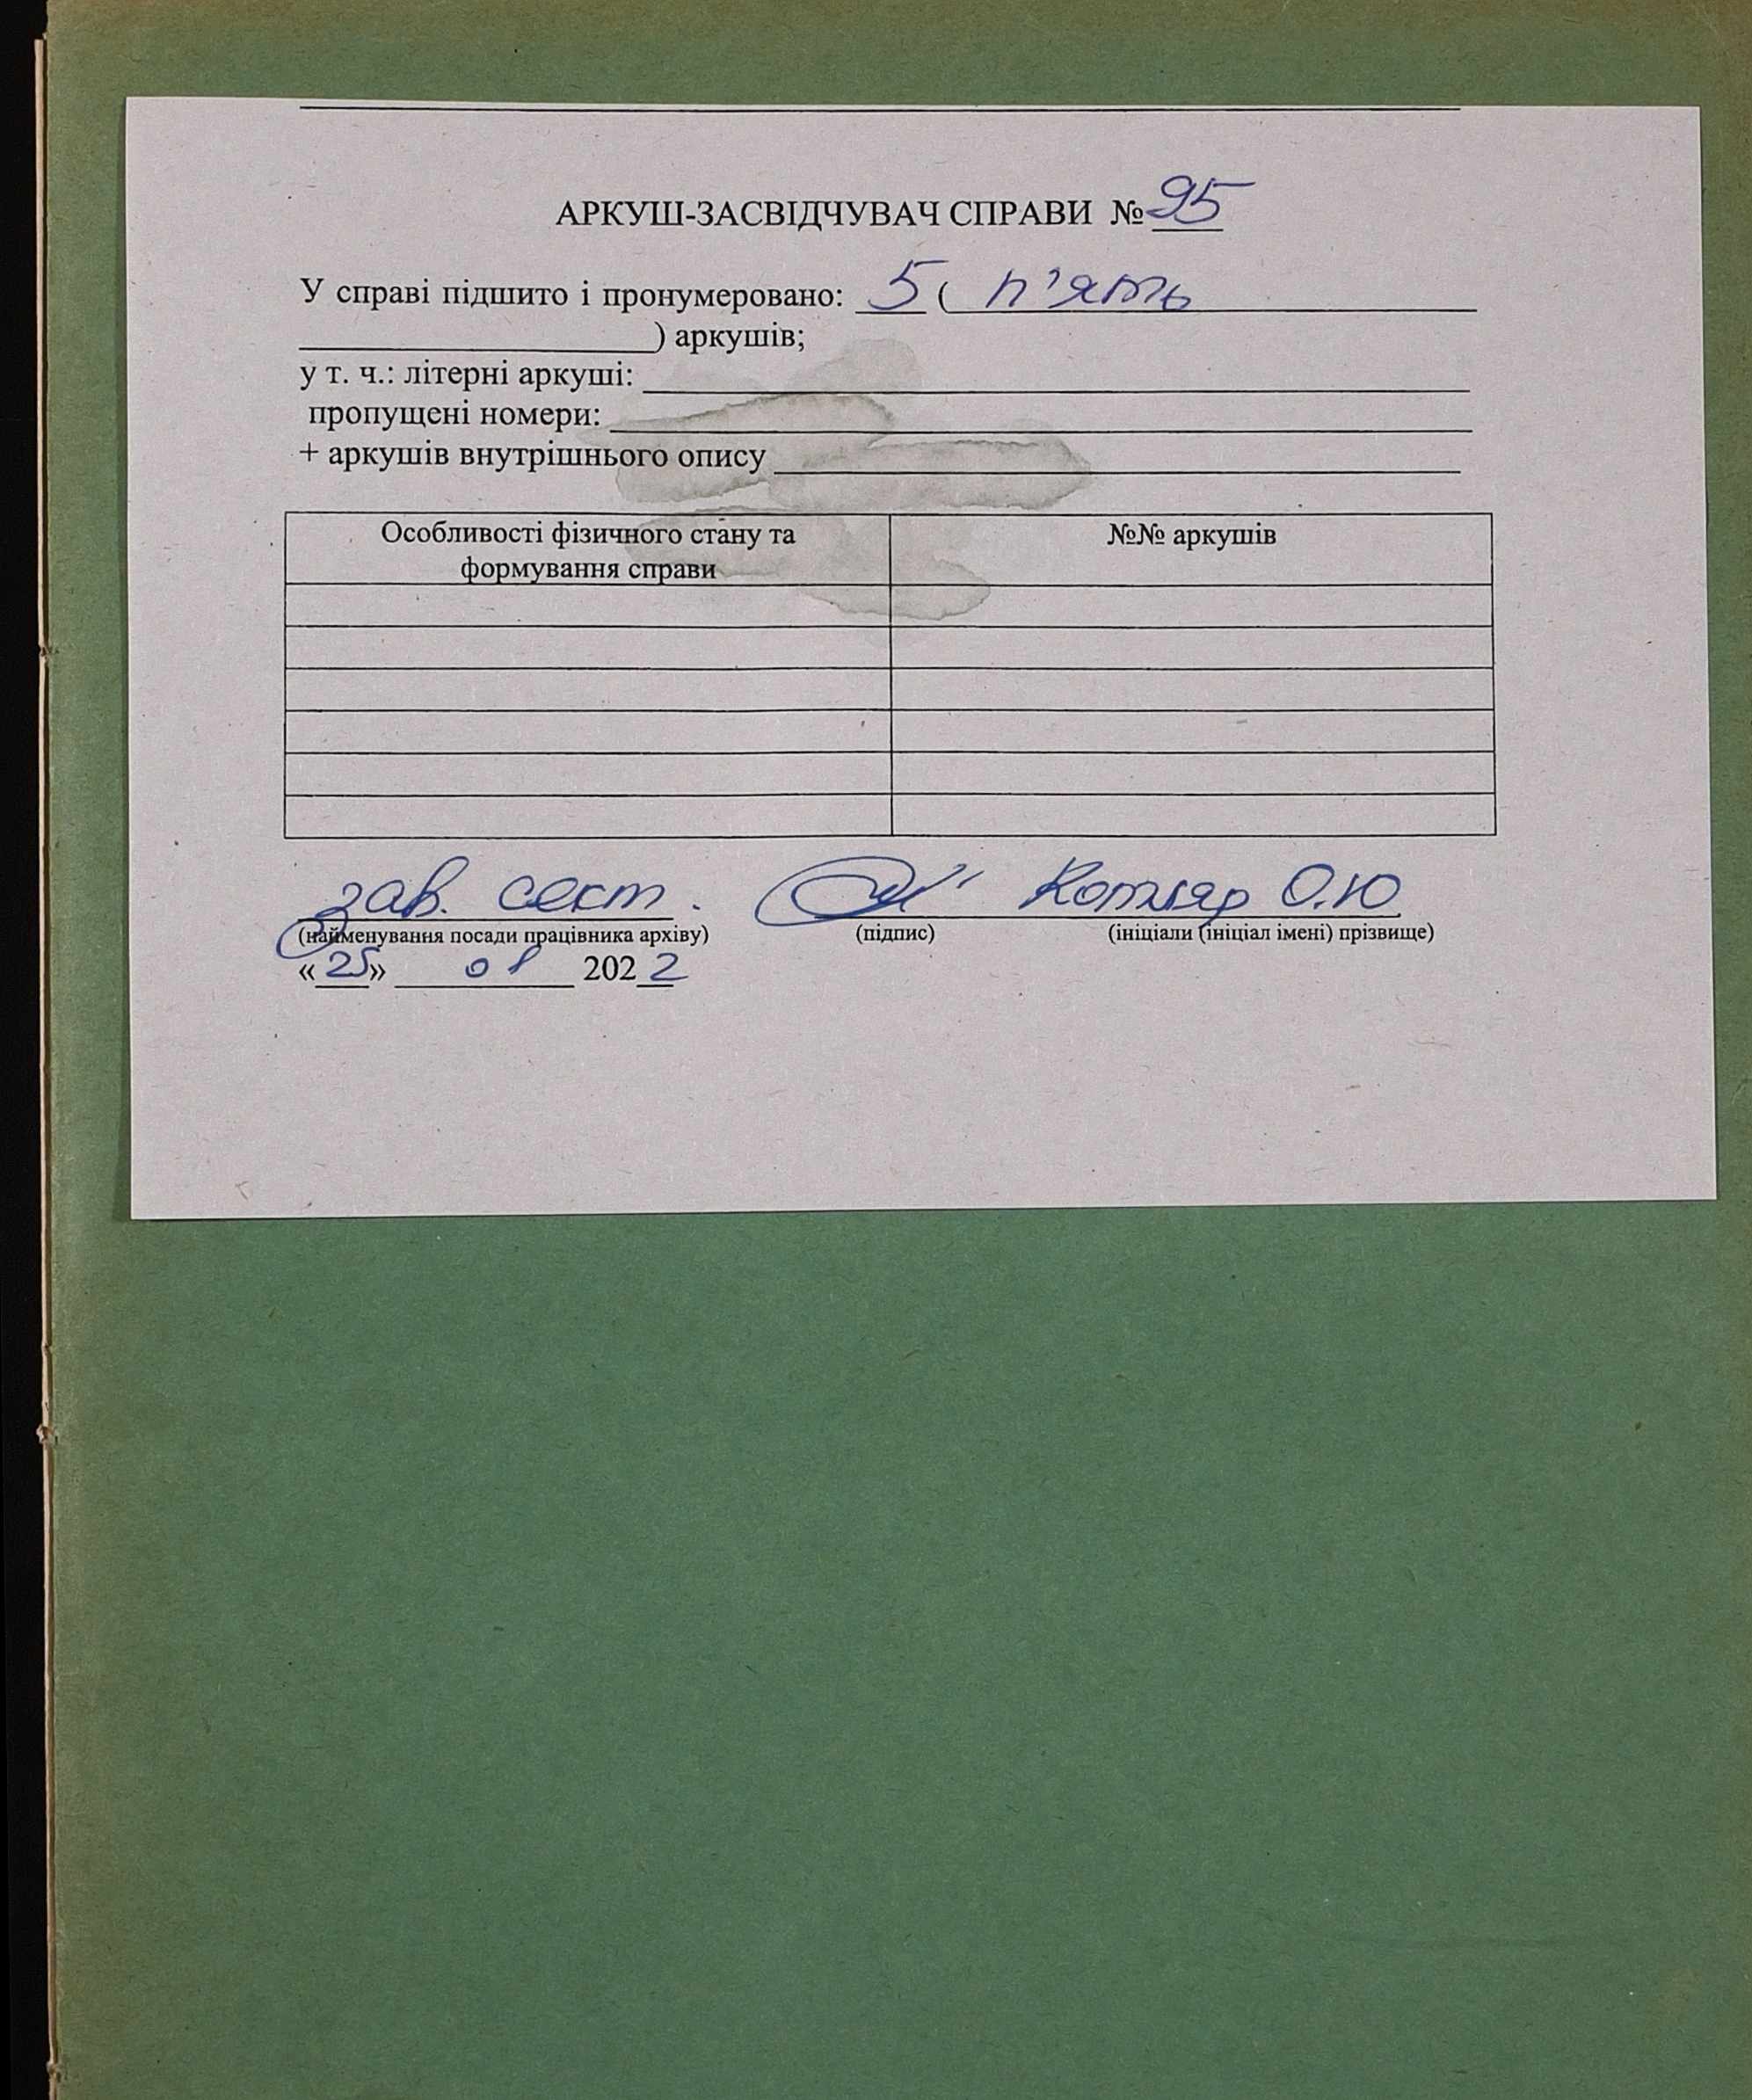 АРКУШ-ЗАСВІДЧУВАЧ СПРАВИ № 95
У справі підшито і пронумеровано: 5 ( п'ять
) аркушів;
у т. ч.: літерні аркуші:
пропущені номери:
+ аркушів внутрішнього опису
Особливості фізичного стану та №№ аркушів
формування справи
зав. сект. Котляр О.Ю
(найменування посади працівника архіву) (підпис) (ініціали (ініціал імені) прізвище)
«25» 2022